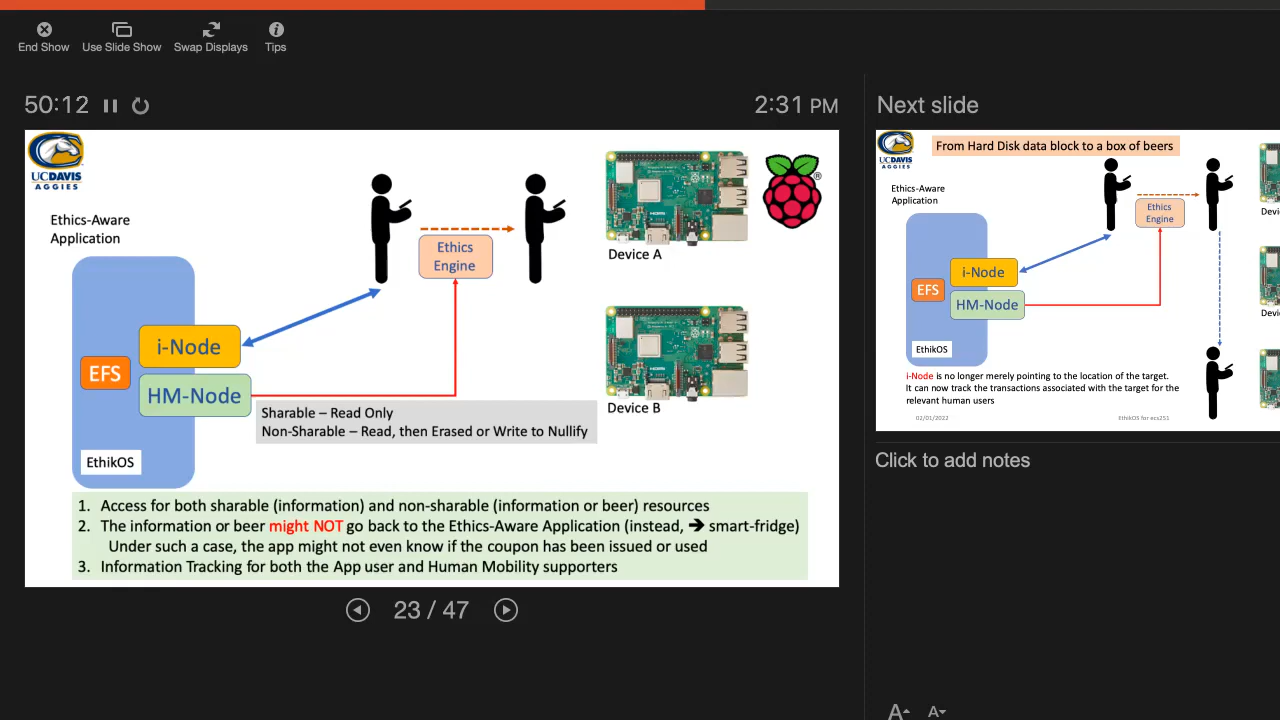 End Show
Use Slide Show
Swap Displays
Tips
50:12
2:31 PM
UCDAVIS
AGGIES
Ethics-Aware
Application
Ethics
Engine
i-Node
EFS
HM-Node
EthikOS
Sharable – Read Only
Non-Sharable – Read, then Erased or Write to Nullify
Device A
Device B
1. Access for both sharable (information) and non-sharable (information or beer) resources
2. The information or beer might NOT go back to the Ethics-Aware Application (instead, ➔ smart-fridge)
Under such a case, the app might not even know if the coupon has been issued or used
3. Information Tracking for both the App user and Human Mobility supporters
23 / 47
Next slide
UCDAVIS
AGGIES
From Hard Disk data block to a box of beers
Ethics-Aware
Application
Ethics
Engine
i-Node
EFS
HM-Node
EthikOS
Devi
Devi
i-Node is no longer merely pointing to the location of the target.
It can now track the transactions associated with the target for the
relevant human users
02/01/2022
EthikOS for ecs251
Click to add notes
A
A